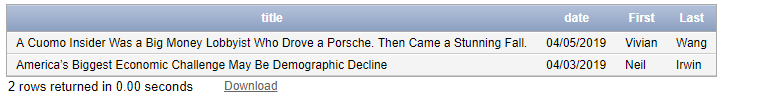 title date First Last
A Cuomo Insider Was a Big Money Lobbyist Who Drove a Porsche. Then Came a Stunning Fall. 04/05/2019 Vivian Wang
America's Biggest Economic Challenge May Be Demographic Decline 04/03/2019 Neil Irwin
2 rows returned in 0.00 seconds Download